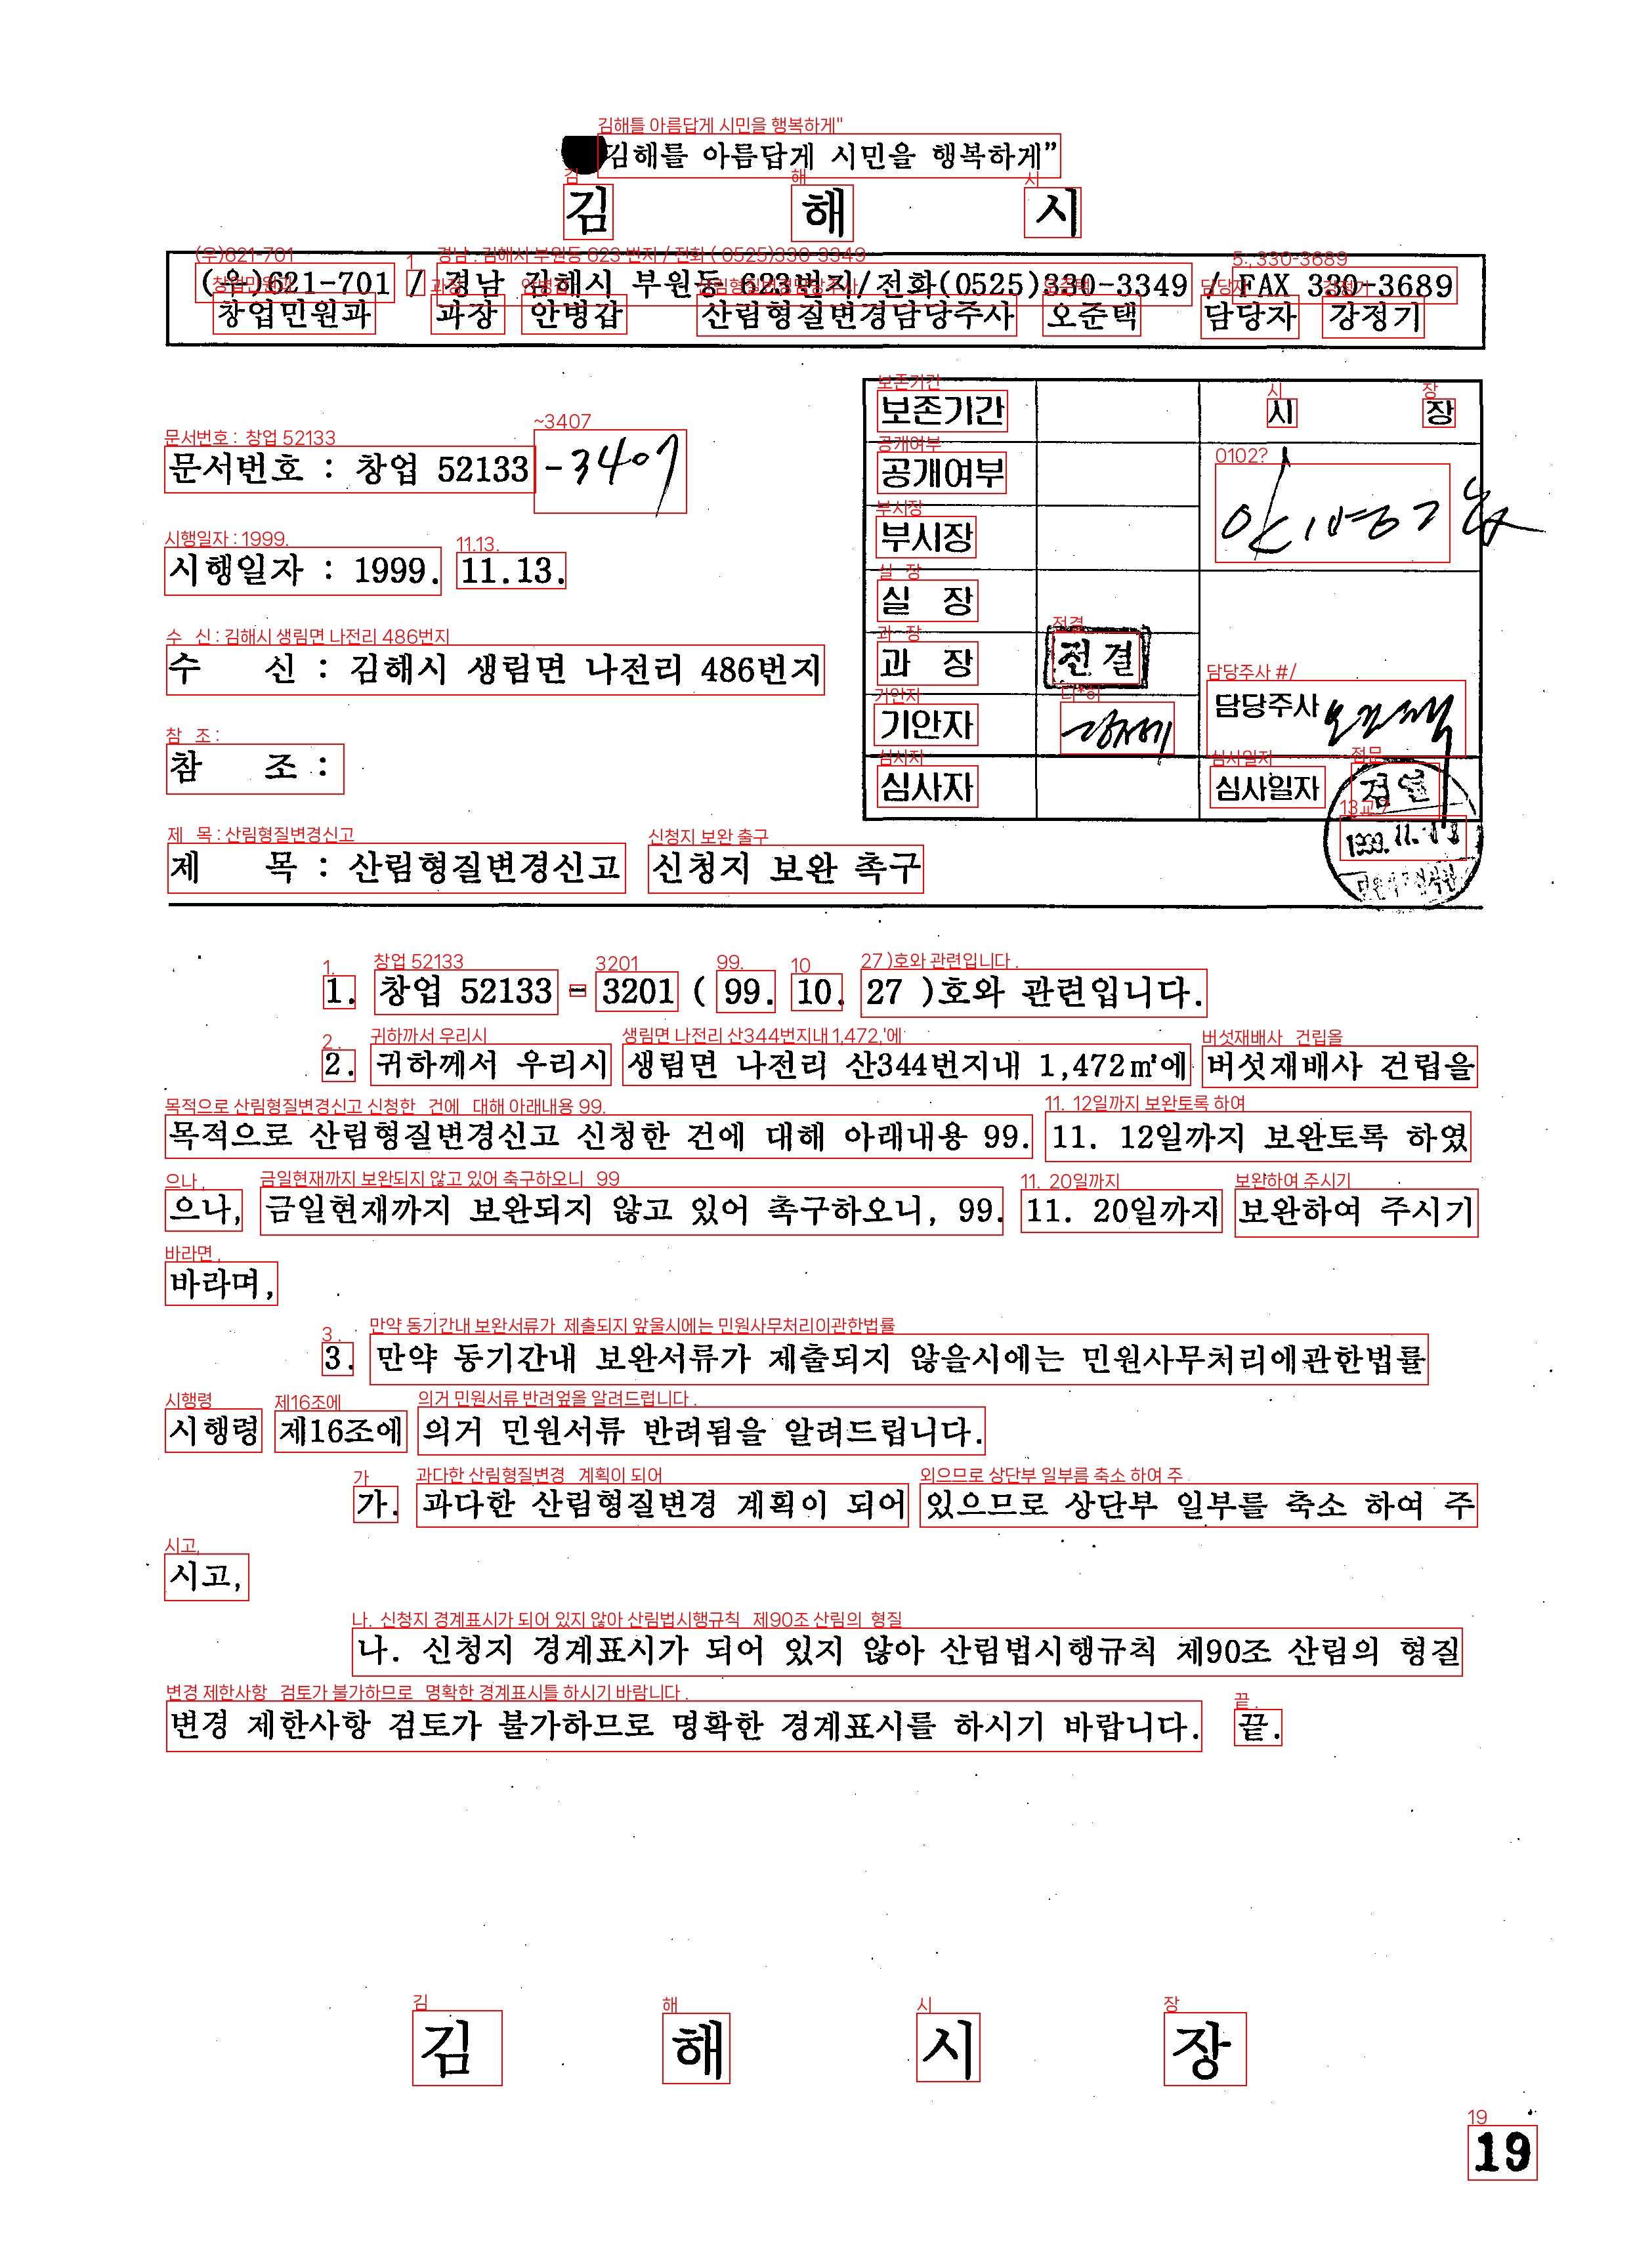 김해를 아름답게 시민을 행복하게"
김 해 시
(우)621-701 / 경남 김해시 부원동 623번지/전화(0525)330-3349 / FAX 330-3689
창업민원과 과장 안병갑 산림형질변경담당주사 오준택 담당자 강정기
문서번호 : 창업 52133 -3407
시행일자 : 1999. 11.13.
수 신 : 김해시 생림면 나전리 486번지
참 조 :
제 목 : 산림형질변경신고 신청지 보완 촉구
보존기간 시 장
공개여부
부시장
실 장
과 장 전결
기안자 담당주사
심사자 심사일자
1999. 11.
1. 창업 52133 - 3201 ( 99. 10. 27 )호와 관련입니다.
2. 귀하께서 우리시 생림면 나전리 산344번지내 1,472㎡에 버섯재배사 건립을
목적으로 산림형질변경신고 신청한 건에 대해 아래내용 99. 11. 12일까지 보완토록 하였
으나, 금일현재까지 보완되지 않고 있어 촉구하오니, 99. 11. 20일까지 보완하여 주시기
바라며,
3. 만약 동기간내 보완서류가 제출되지 않을시에는 민원사무처리에관한법률
시행령 제16조에 의거 민원서류 반려됨을 알려드립니다.
가. 과다한 산림형질변경 계획이 되어 있으므로 상단부 일부를 축소 하여 주
시고,
나. 신청지 경계표시가 되어 있지 않아 산림법시행규칙 제90조 산림의 형질
변경 제한사항 검토가 불가하므로 명확한 경계표시를 하시기 바랍니다. 끝.
김 해 시 장
19